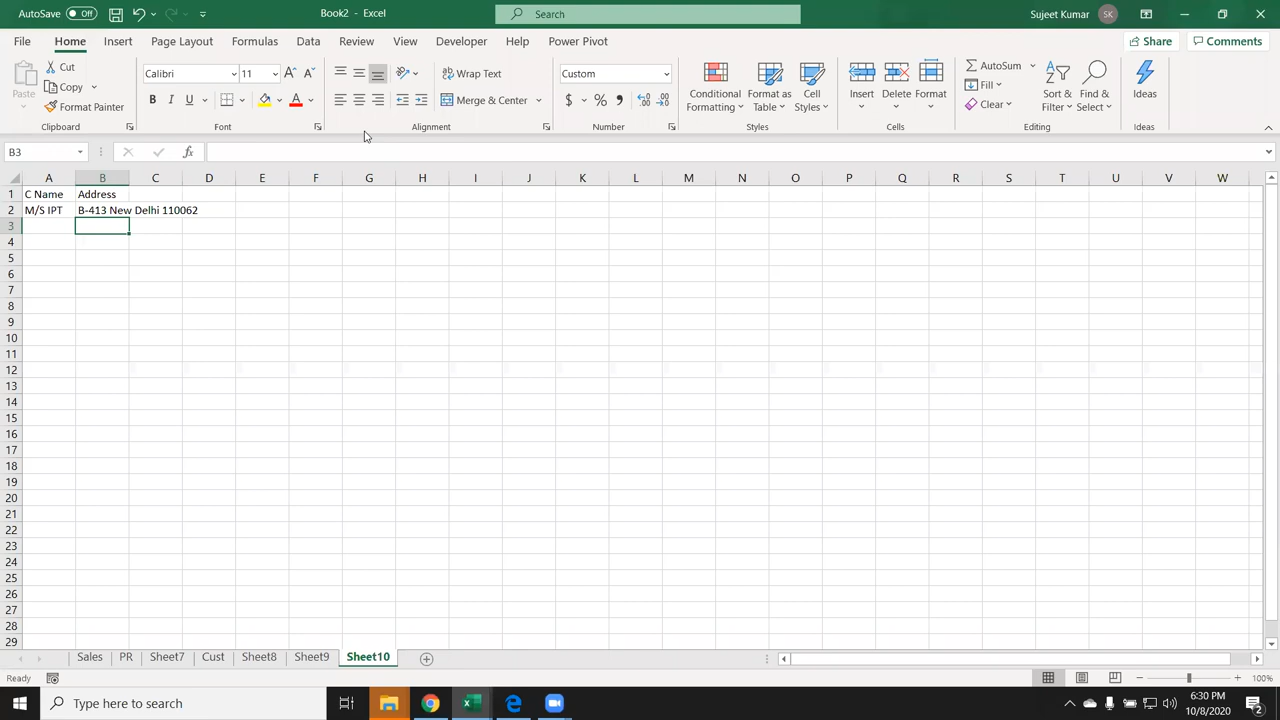 AutoSave Off Book2 - Excel Search Sujeet Kumar SK
File Home Insert Page Layout Formulas Data Review View Developer Help Power Pivot Share Comments
Cut Calibri 11 Wrap Text Custom AutoSum
Copy Fill
Paste Format Painter B I U Merge & Center $ % Conditional Formatting Format as Table Cell Styles Insert Delete Format Clear Sort & Filter Find & Select Ideas
Clipboard Font Alignment Number Styles Cells Editing Ideas
B3 fx
A B C D E F G H I J K L M N O P Q R S T U V W
1 C Name Address
2 M/S IPT B-413 New Delhi 110062
3
4
5
6
7
8
9
10
11
12
13
14
15
16
17
18
19
20
21
22
23
24
25
26
27
28
29
Sales PR Sheet7 Cust Sheet8 Sheet9 Sheet10
Ready 100%
Type here to search 6:30 PM
10/8/2020 2